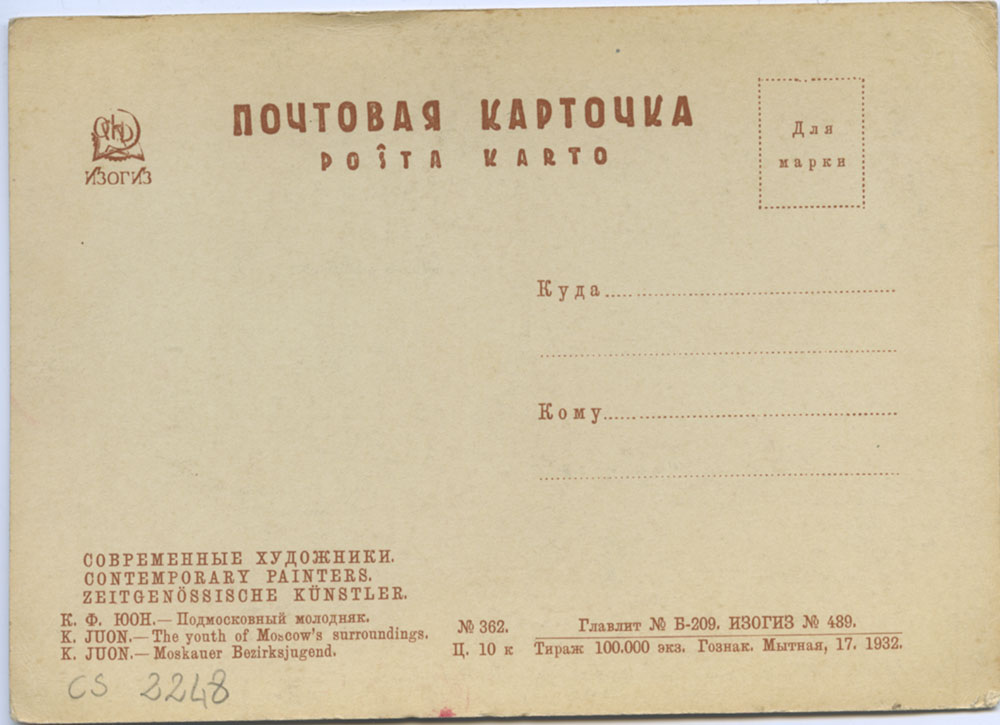 ПОЧТОВАЯ КАРТОЧКА
POŜTA KARTO
ИЗОГИЗ
Для
марки
Куда
Кому
СОВРЕМЕННЫЕ ХУДОЖНИКИ.
CONTEMPORARY PAINTERS.
ZEITGENÖSSISCHE KÜNSTLER.
К. Ф. ЮОН.—Подмосковный молодняк.
K. JUON.—The youth of Moscow's surroundings.
K. JUON.—Moskauer Bezirksjugend.
№ 362.
Ц. 10 к
Главлит № Б-209. ИЗОГИЗ № 489.
Тираж 100.000 экз. Гознак. Мытная, 17. 1932.
CS 2248